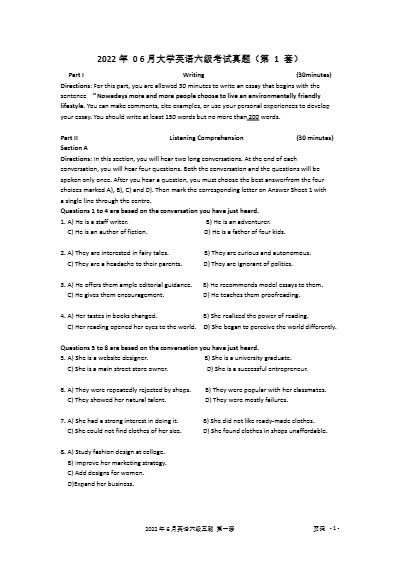 2022 年 0 6 月大学英语六级考试真题（第 1 套）
Part I Writing (30minutes)
Directions: For this part, you are allowed 30 minutes to write an essay that begins with the
sentence "Nowadays more and more people choose to live an environmentally friendly
lifestyle. You can make comments, cite examples, or use your personal experiences to develop
your essay. You should write at least 150 words but no more than 200 words.
Part II Listening Comprehension (30 minutes)
Section A
Directions: In this section, you will hear two long conversations. At the end of each
conversation, you will hear four questions. Both the conversation and the questions will be
spoken only once. After you hear a question, you must choose the best answerfrom the four
choices marked A), B), C) and D). Then mark the corresponding letter on Answer Sheet 1 with
a single line through the centre.
Questions 1 to 4 are based on the conversation you have just heard.
1. A) He is a staff writer. B) He is an adventurer.
C) He is an author of fiction. D) He is a father of four kids.
2. A) They are interested in fairy tales. B) They are curious and autonomous.
C) They are a headache to their parents. D) They are ignorant of politics.
3. A) He offers them ample editorial guidance. B) He recommends model essays to them.
C) He gives them encouragement. D) He teaches them proofreading.
4. A) Her tastes in books changed. B) She realized the power of reading.
C) Her reading opened her eyes to the world. D) She began to perceive the world differently.
Questions 5 to 8 are based on the conversation you have just heard.
5. A) She is a website designer. B) She is a university graduate.
C) She is a main street store owner. D) She is a successful entrepreneur.
6. A) They were repeatedly rejected by shops. B) They were popular with her classmates.
C) They showed her natural talent. D) They were mostly failures.
7. A) She had a strong interest in doing it. B) She did not like ready-made clothes.
C) She could not find clothes of her size. D) She found clothes in shops unaffordable.
8. A) Study fashion design at college.
B) Improve her marketing strategy.
C) Add designs for women.
D)Expand her business.
2022 年 6 月英语六级真题 第一套 页码 - 1 -